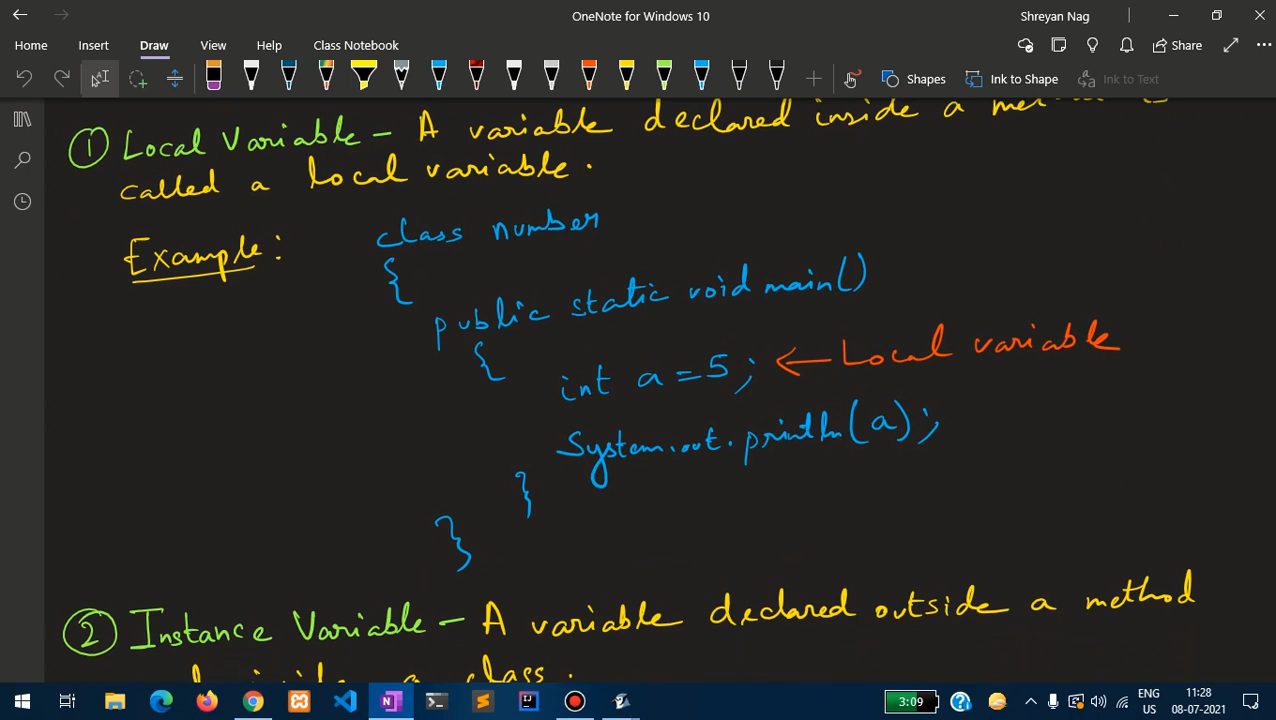 OneNote for Windows 10
Shreyan Nag
Home Insert Draw View Help Class Notebook
Share
Shapes Ink to Shape Ink to Text
① Local Variable - A variable declared inside a
called a local variable.
Example:
class number
{
public static void main()
{
int a = 5; ← Local variable
System.out.println(a);
}
}
② Instance Variable - A variable declared outside a method
a class.
3:09
ENG
US
11:28
08-07-2021